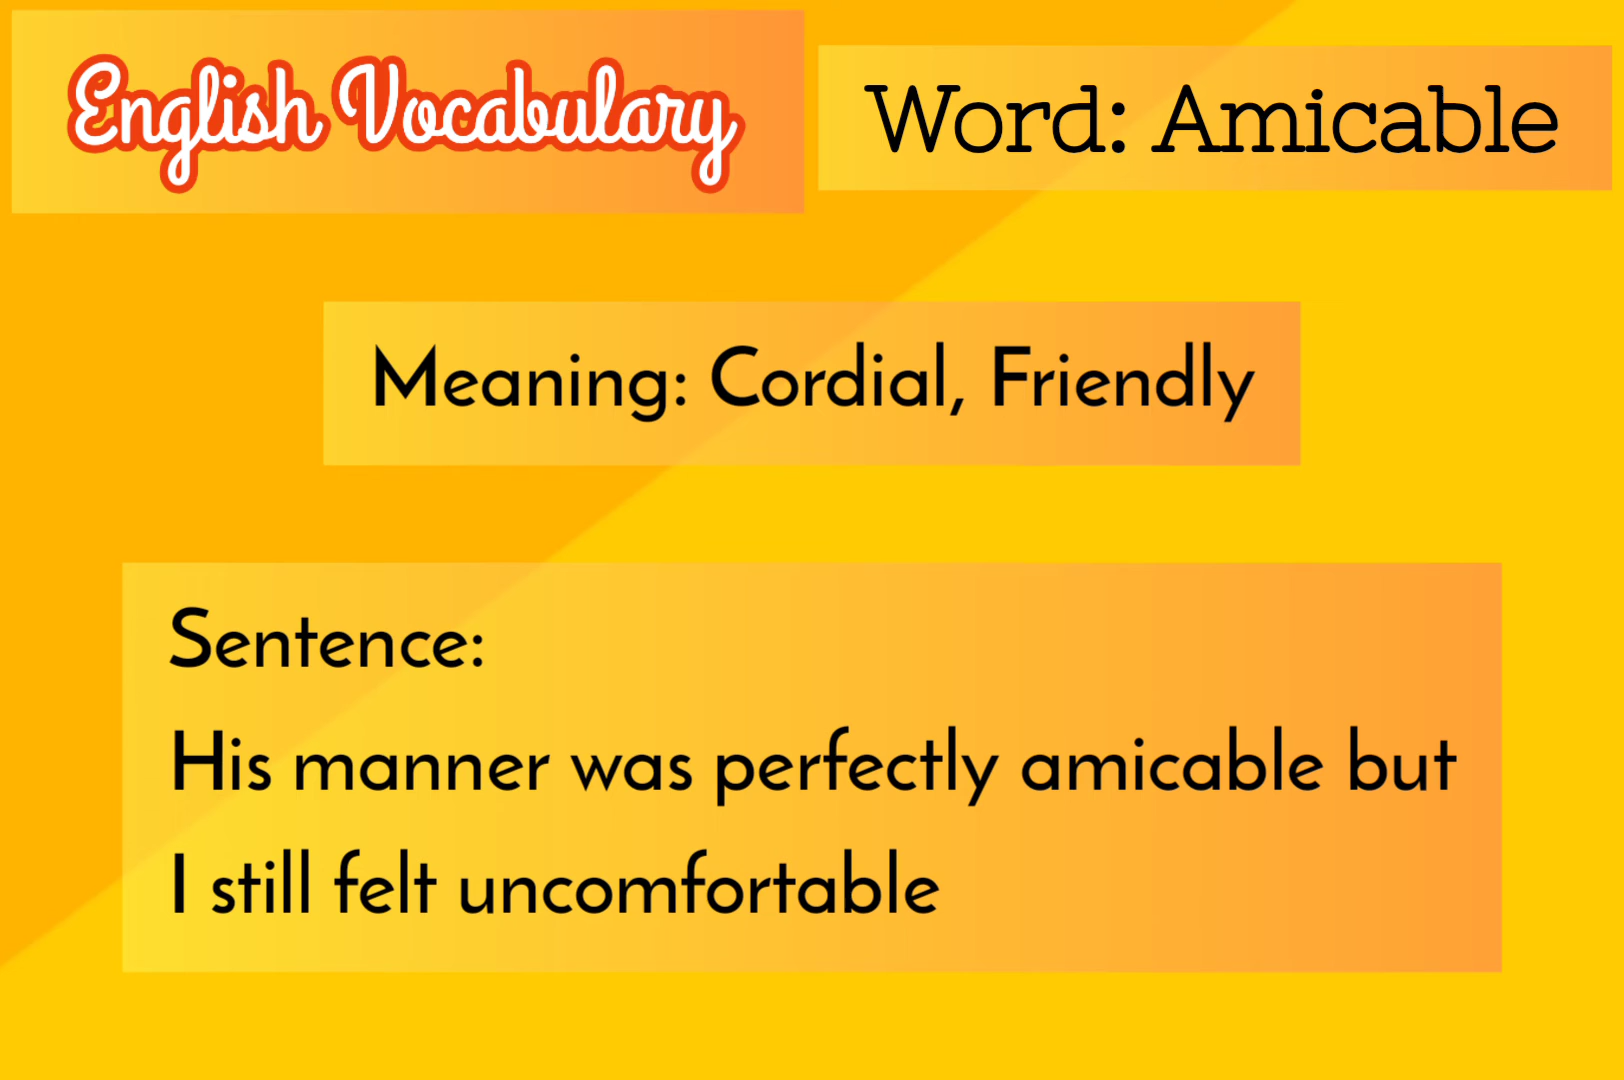 English Vocabulary
Word: Amicable
Meaning: Cordial, Friendly
Sentence:
His manner was perfectly amicable but
I still felt uncomfortable